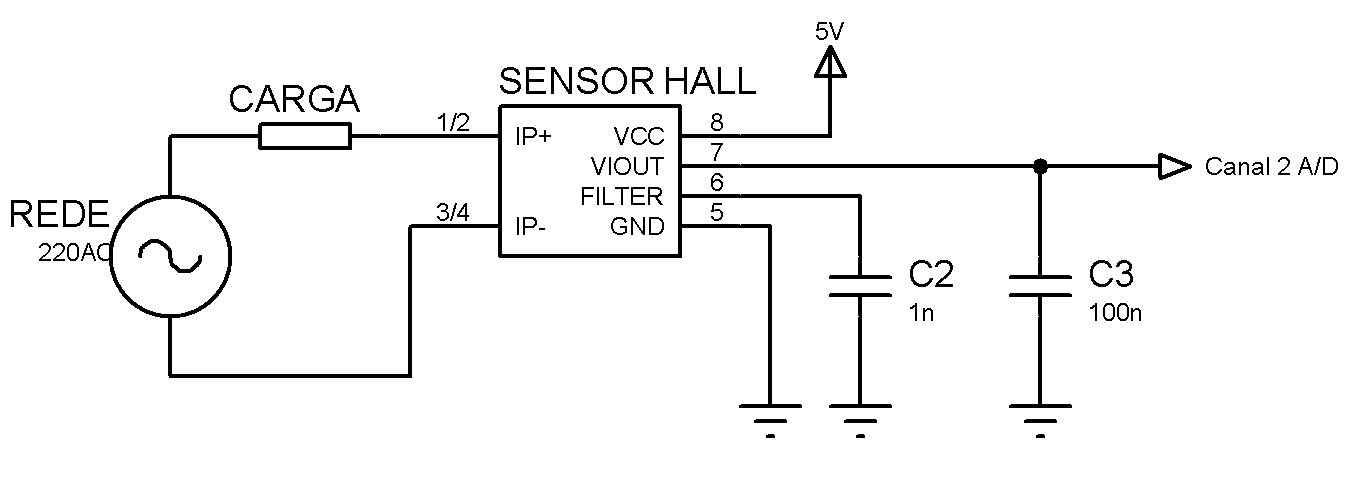 5V
SENSOR HALL
CARGA
1/2 IP+ VCC 8
VIOUT 7
Canal 2 A/D
FILTER 6
REDE 3/4 IP- GND 5
220AC
C2 C3
1n 100n